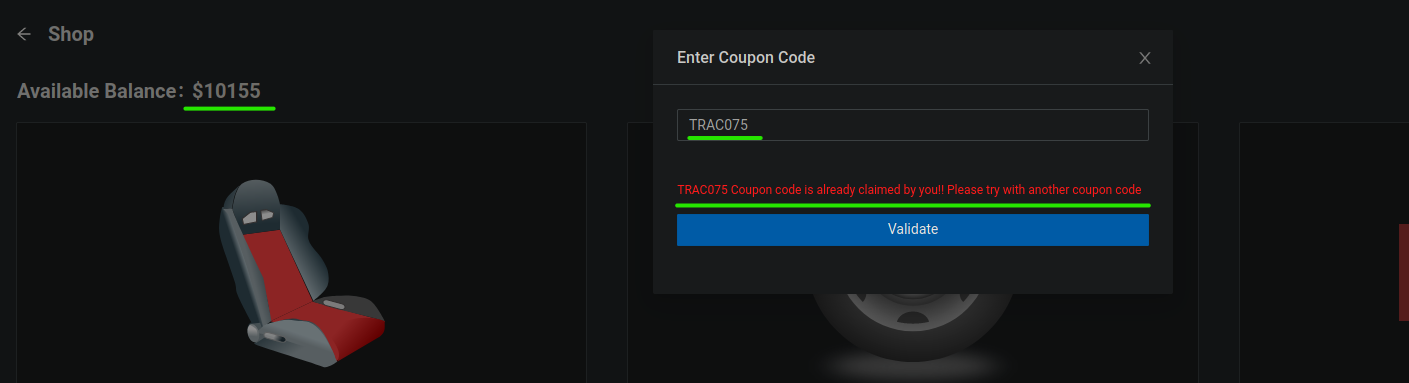 Shop
Available Balance: $10155
Enter Coupon Code
TRAC075
TRAC075 Coupon code is already claimed by you!! Please try with another coupon code
Validate